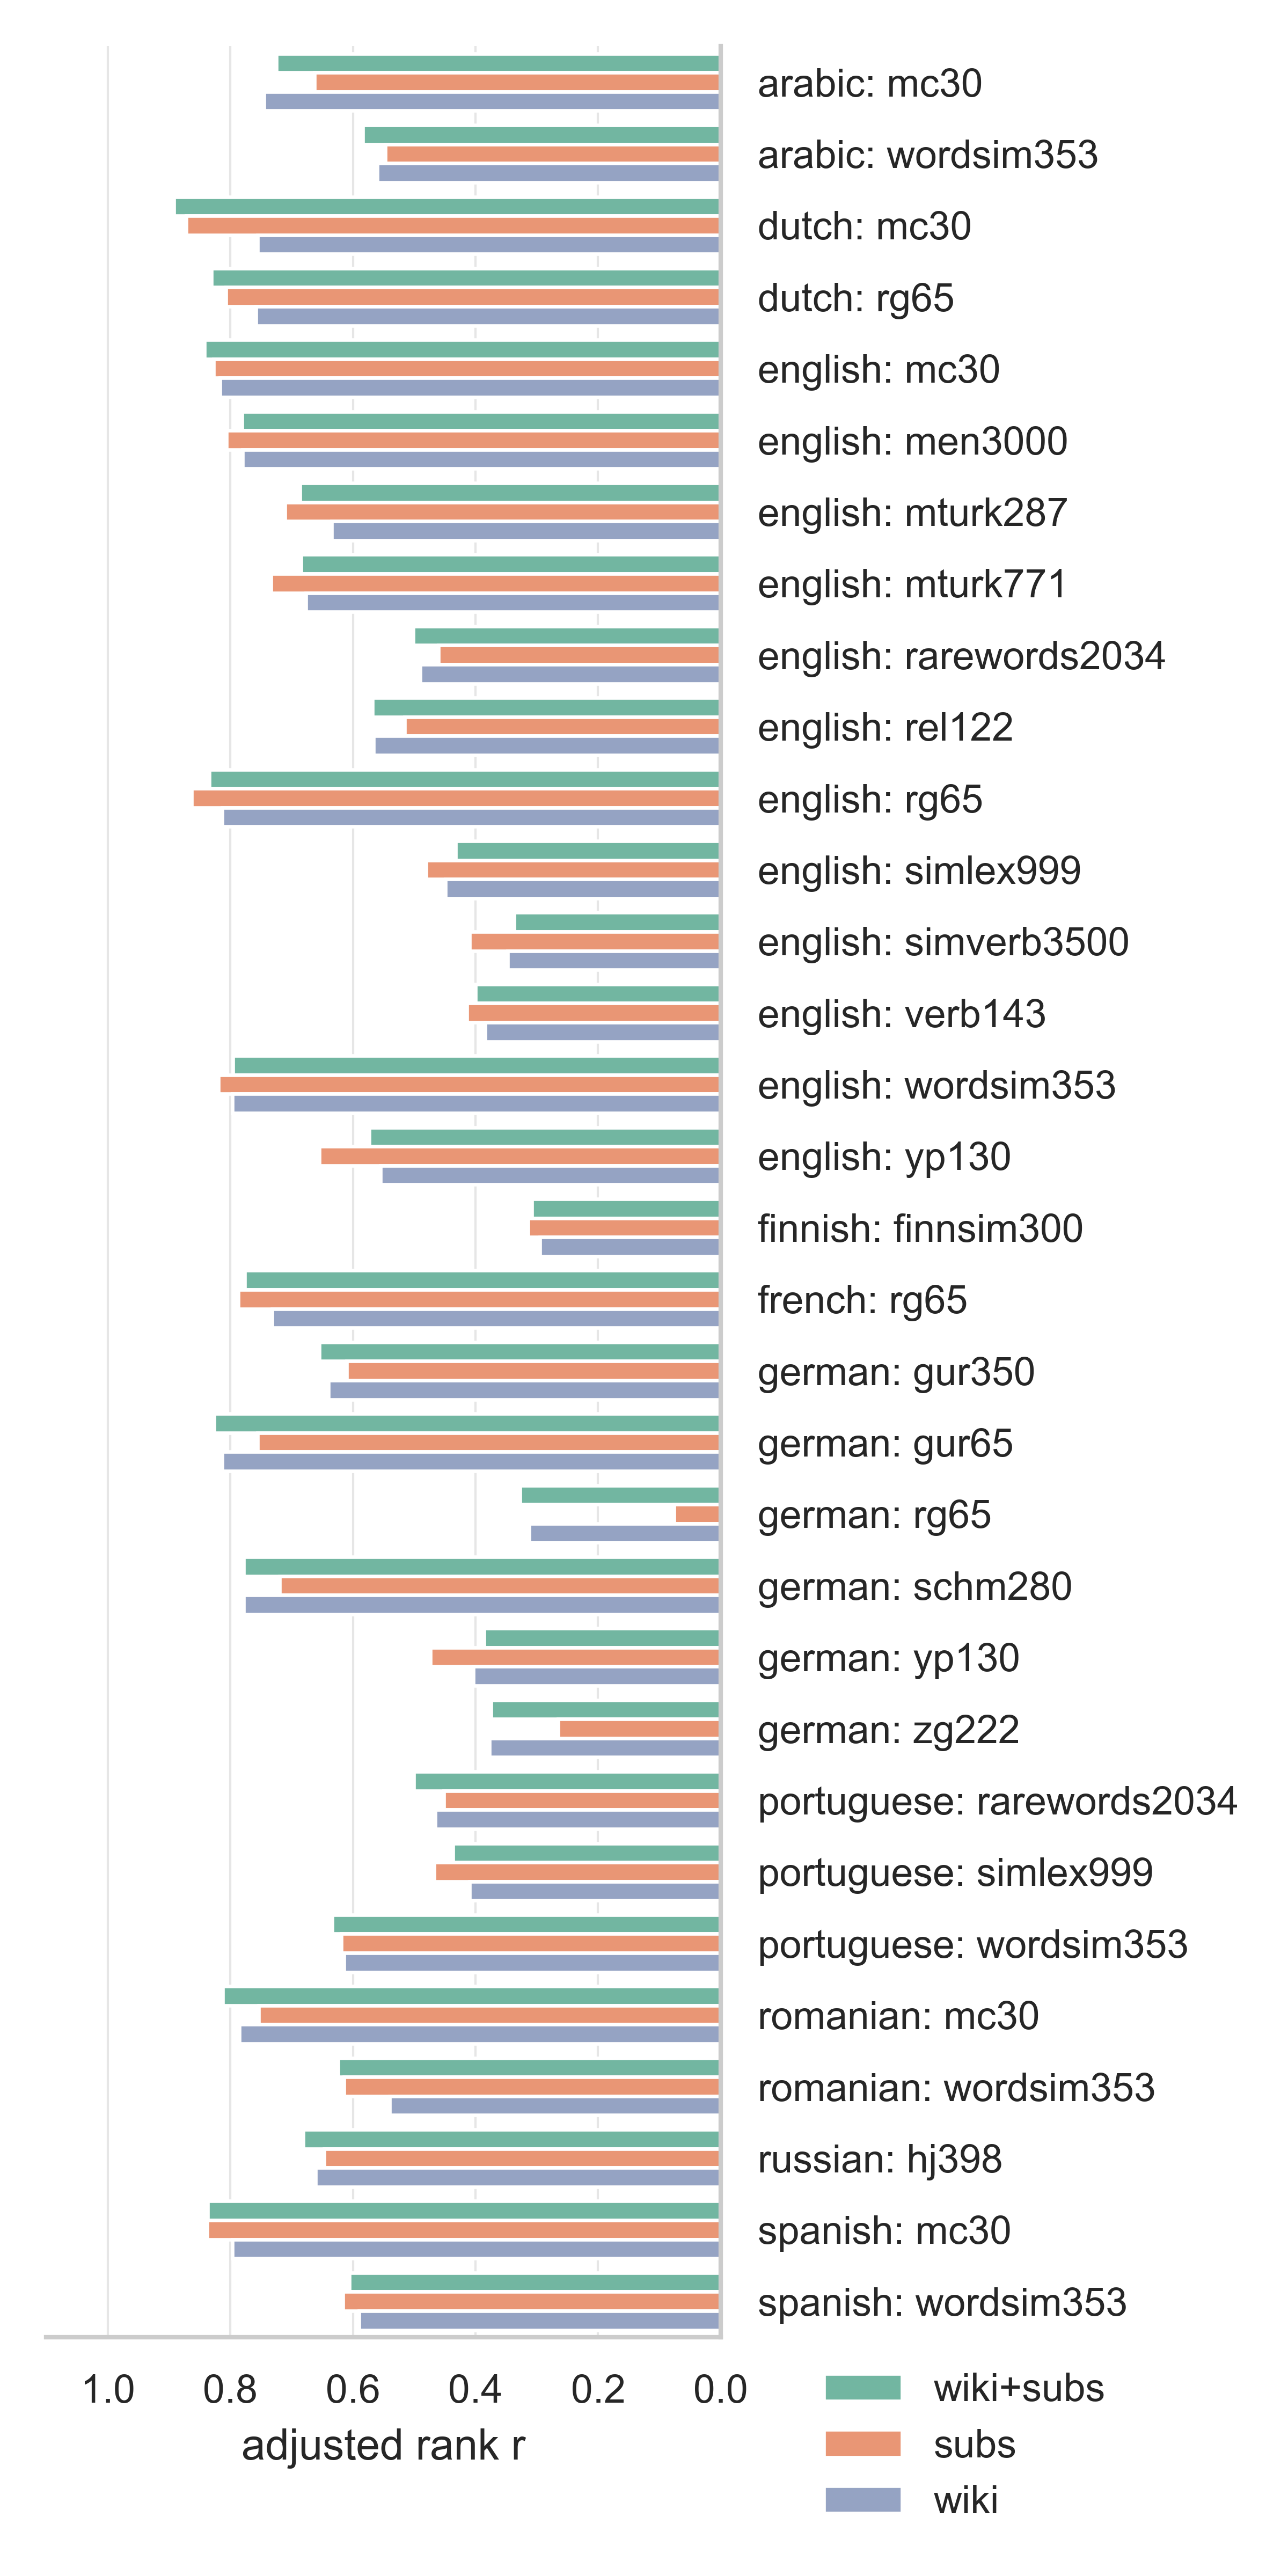 arabic: mc30
arabic: wordsim353
dutch: mc30
dutch: rg65
english: mc30
english: men3000
english: mturk287
english: mturk771
english: rarewords2034
english: rel122
english: rg65
english: simlex999
english: simverb3500
english: verb143
english: wordsim353
english: yp130
finnish: finnsim300
french: rg65
german: gur350
german: gur65
german: rg65
german: schm280
german: yp130
german: zg222
portuguese: rarewords2034
portuguese: simlex999
portuguese: wordsim353
romanian: mc30
romanian: wordsim353
russian: hj398
spanish: mc30
spanish: wordsim353
1.0 0.8 0.6 0.4 0.2 0.0
adjusted rank r
wiki+subs
subs
wiki